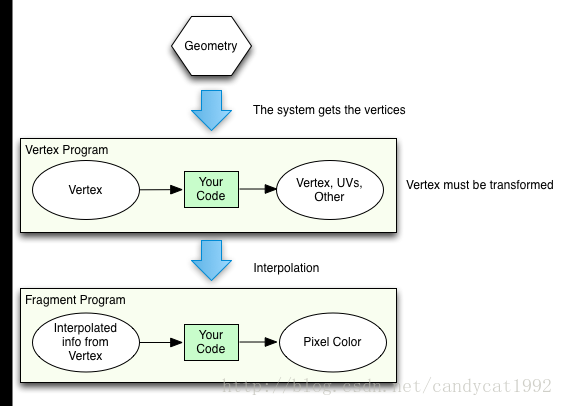 Geometry
The system gets the vertices
Vertex Program
Vertex
Your
Code
Vertex, UVs,
Other
Vertex must be transformed
Interpolation
Fragment Program
Interpolated
info from
Vertex
Your
Code
Pixel Color
http://blog.csdn.net/candycat1992